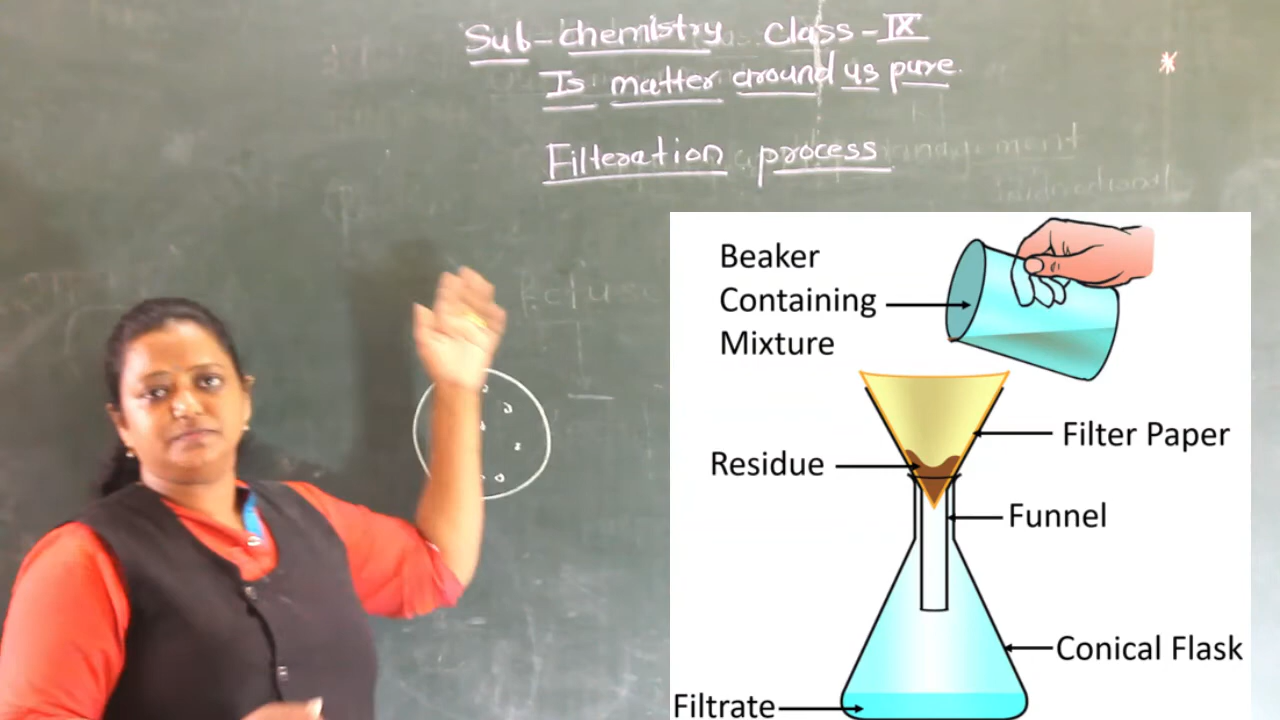 Sub-chemistry class-IX
Is matter around us pure.
Filteration process
Beaker
Containing
Mixture
Filter Paper
Residue
Funnel
Conical Flask
Filtrate